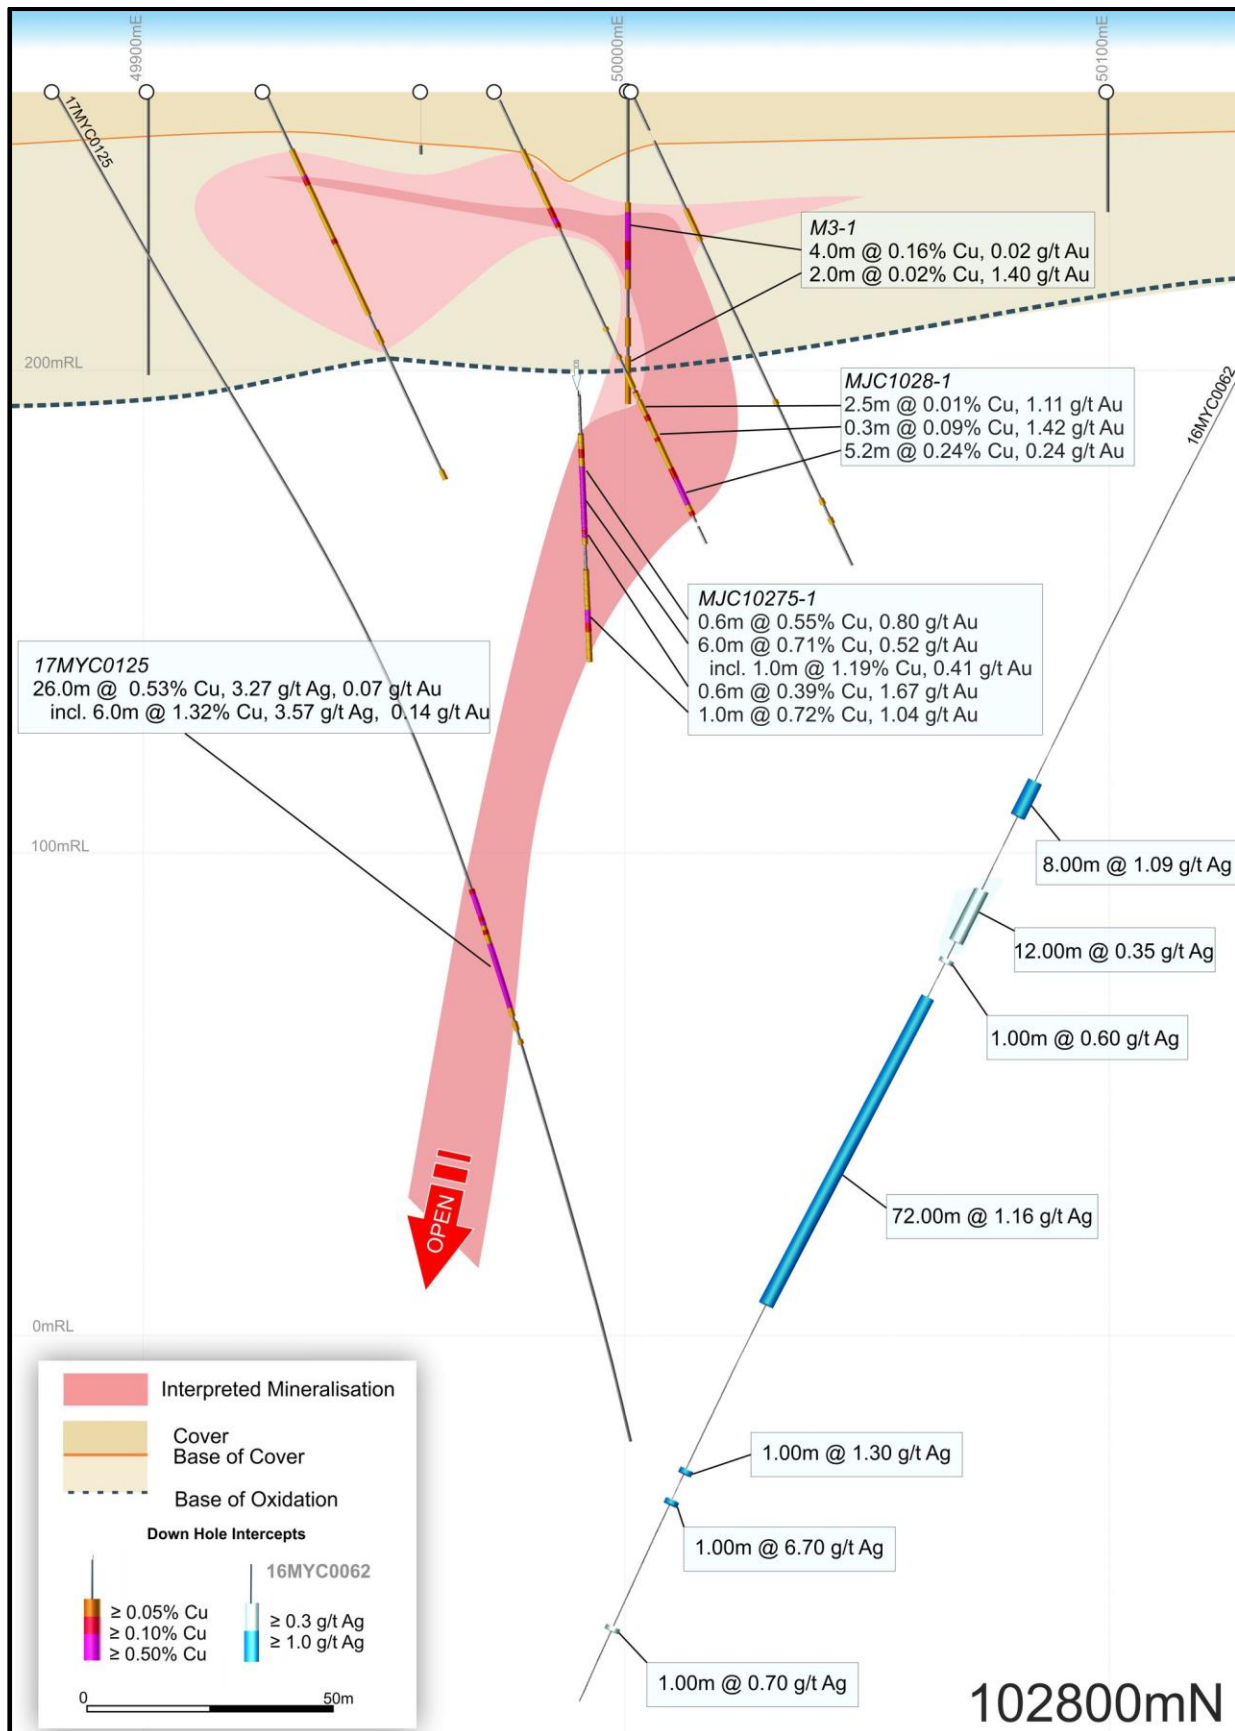 49900mE
50000mE
50100mE
17MYC0125
M3-1
4.0m @ 0.16% Cu, 0.02 g/t Au
2.0m @ 0.02% Cu, 1.40 g/t Au
200mRL
16MYC0062
MJC1028-1
2.5m @ 0.01% Cu, 1.11 g/t Au
0.3m @ 0.09% Cu, 1.42 g/t Au
5.2m @ 0.24% Cu, 0.24 g/t Au
MJC10275-1
0.6m @ 0.55% Cu, 0.80 g/t Au
6.0m @ 0.71% Cu, 0.52 g/t Au
incl. 1.0m @ 1.19% Cu, 0.41 g/t Au
0.6m @ 0.39% Cu, 1.67 g/t Au
1.0m @ 0.72% Cu, 1.04 g/t Au
17MYC0125
26.0m @ 0.53% Cu, 3.27 g/t Ag, 0.07 g/t Au
incl. 6.0m @ 1.32% Cu, 3.57 g/t Ag, 0.14 g/t Au
100mRL
8.00m @ 1.09 g/t Ag
12.00m @ 0.35 g/t Ag
1.00m @ 0.60 g/t Ag
72.00m @ 1.16 g/t Ag
OPEN
0mRL
1.00m @ 1.30 g/t Ag
1.00m @ 6.70 g/t Ag
1.00m @ 0.70 g/t Ag
Interpreted Mineralisation
Cover
Base of Cover
Base of Oxidation
Down Hole Intercepts
16MYC0062
≥ 0.05% Cu
≥ 0.10% Cu
≥ 0.50% Cu
≥ 0.3 g/t Ag
≥ 1.0 g/t Ag
0 50m
102800mN